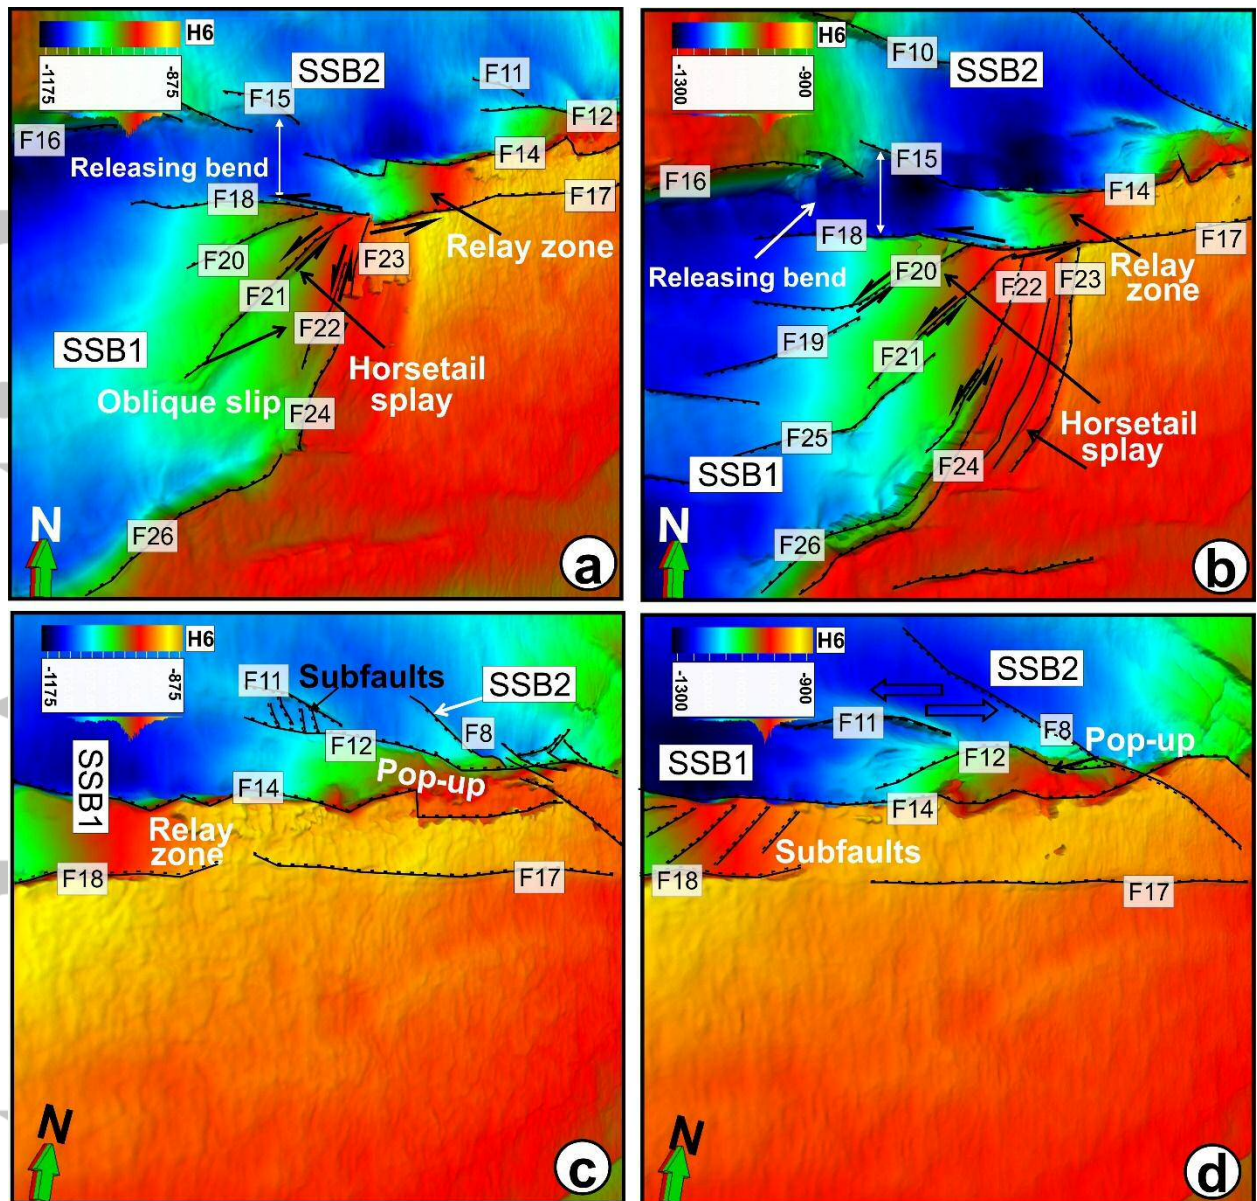 H6
-1175
-875
SSB2
F11
F15
F12
F16
F14
Releasing bend
F17
F18
Relay zone
F23
F20
F21
F22
SSB1
Horsetail
splay
Oblique slip
F24
F26
N
a
H6
-1300
-900
F10
SSB2
F15
F16
F14
F17
F18
Releasing bend
F20
F22
F23
Relay
zone
F19
F21
Horsetail
splay
F25
SSB1
F24
F26
N
b
H6
-1175
-875
F11
Subfaults
SSB2
F8
F12
SSB1
Pop-up
F14
Relay
zone
F18
F17
N
c
H6
-1300
-900
SSB2
F11
F8
Pop-up
F12
SSB1
F14
Subfaults
F18
F17
N
d